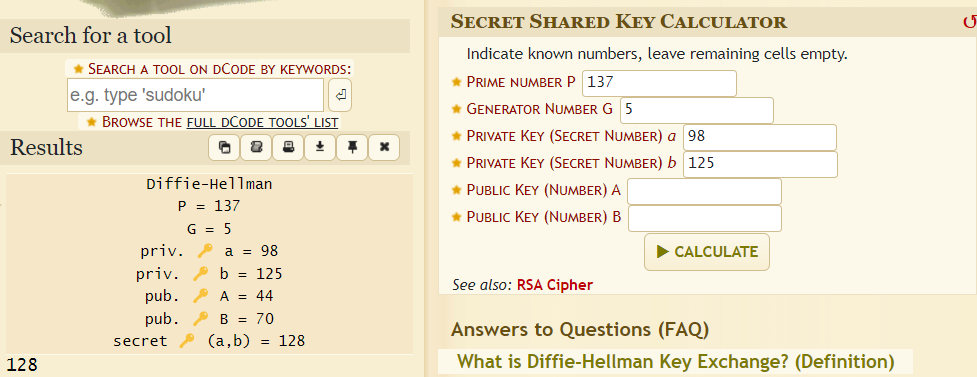 Search for a tool
★ SEARCH A TOOL ON DCODE BY KEYWORDS:
e.g. type 'sudoku'
★ BROWSE THE FULL DCODE TOOLS' LIST
Results
Diffie-Hellman
P = 137
G = 5
priv. 🔑 a = 98
priv. 🔑 b = 125
pub. 🔑 A = 44
pub. 🔑 B = 70
secret 🔑 (a,b) = 128
128
SECRET SHARED KEY CALCULATOR
Indicate known numbers, leave remaining cells empty.
★ PRIME NUMBER P 137
★ GENERATOR NUMBER G 5
★ PRIVATE KEY (SECRET NUMBER) a 98
★ PRIVATE KEY (SECRET NUMBER) b 125
★ PUBLIC KEY (NUMBER) A
★ PUBLIC KEY (NUMBER) B
▶ CALCULATE
See also: RSA Cipher
Answers to Questions (FAQ)
What is Diffie-Hellman Key Exchange? (Definition)